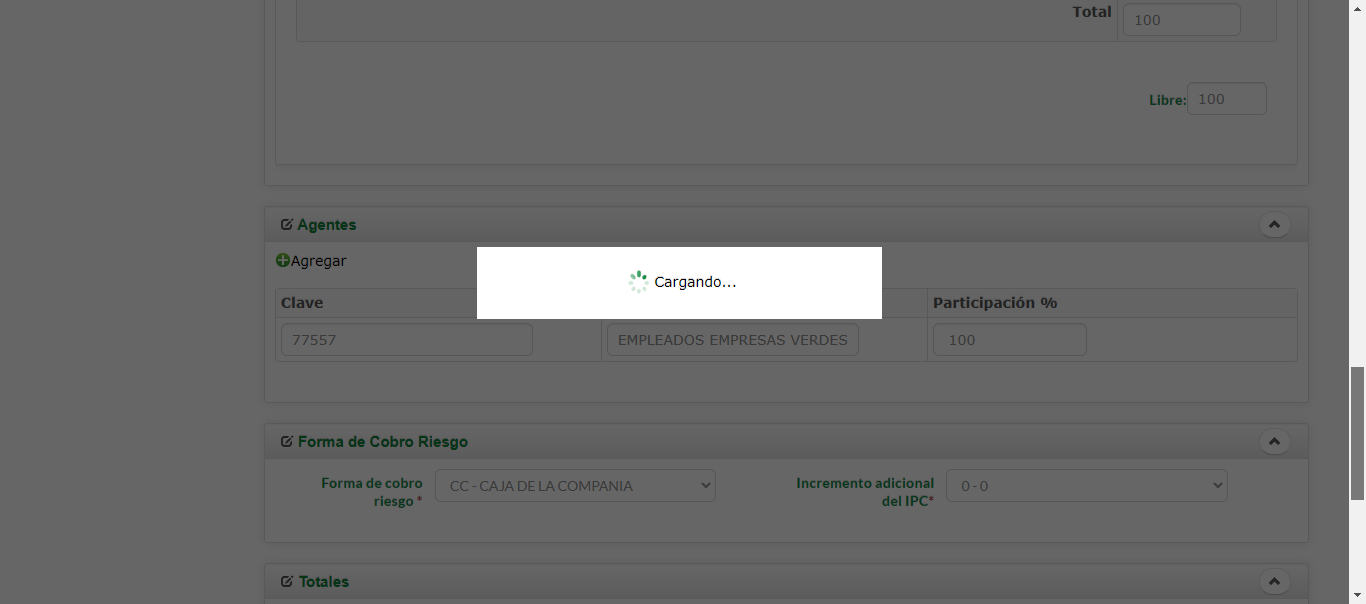 Total 100
Libre: 100
Agentes
Agregar
Cargando...
Clave Participación %
77557 EMPLEADOS EMPRESAS VERDES 100
Forma de Cobro Riesgo
Forma de cobro riesgo * CC - CAJA DE LA COMPANIA Incremento adicional del IPC* 0 - 0
Totales